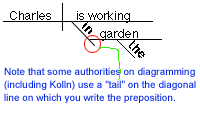 Charles is working
in garden
the
Note that some authorities on diagramming
(including Kolln) use a "tail" on the diagonal
line on which you write the preposition.